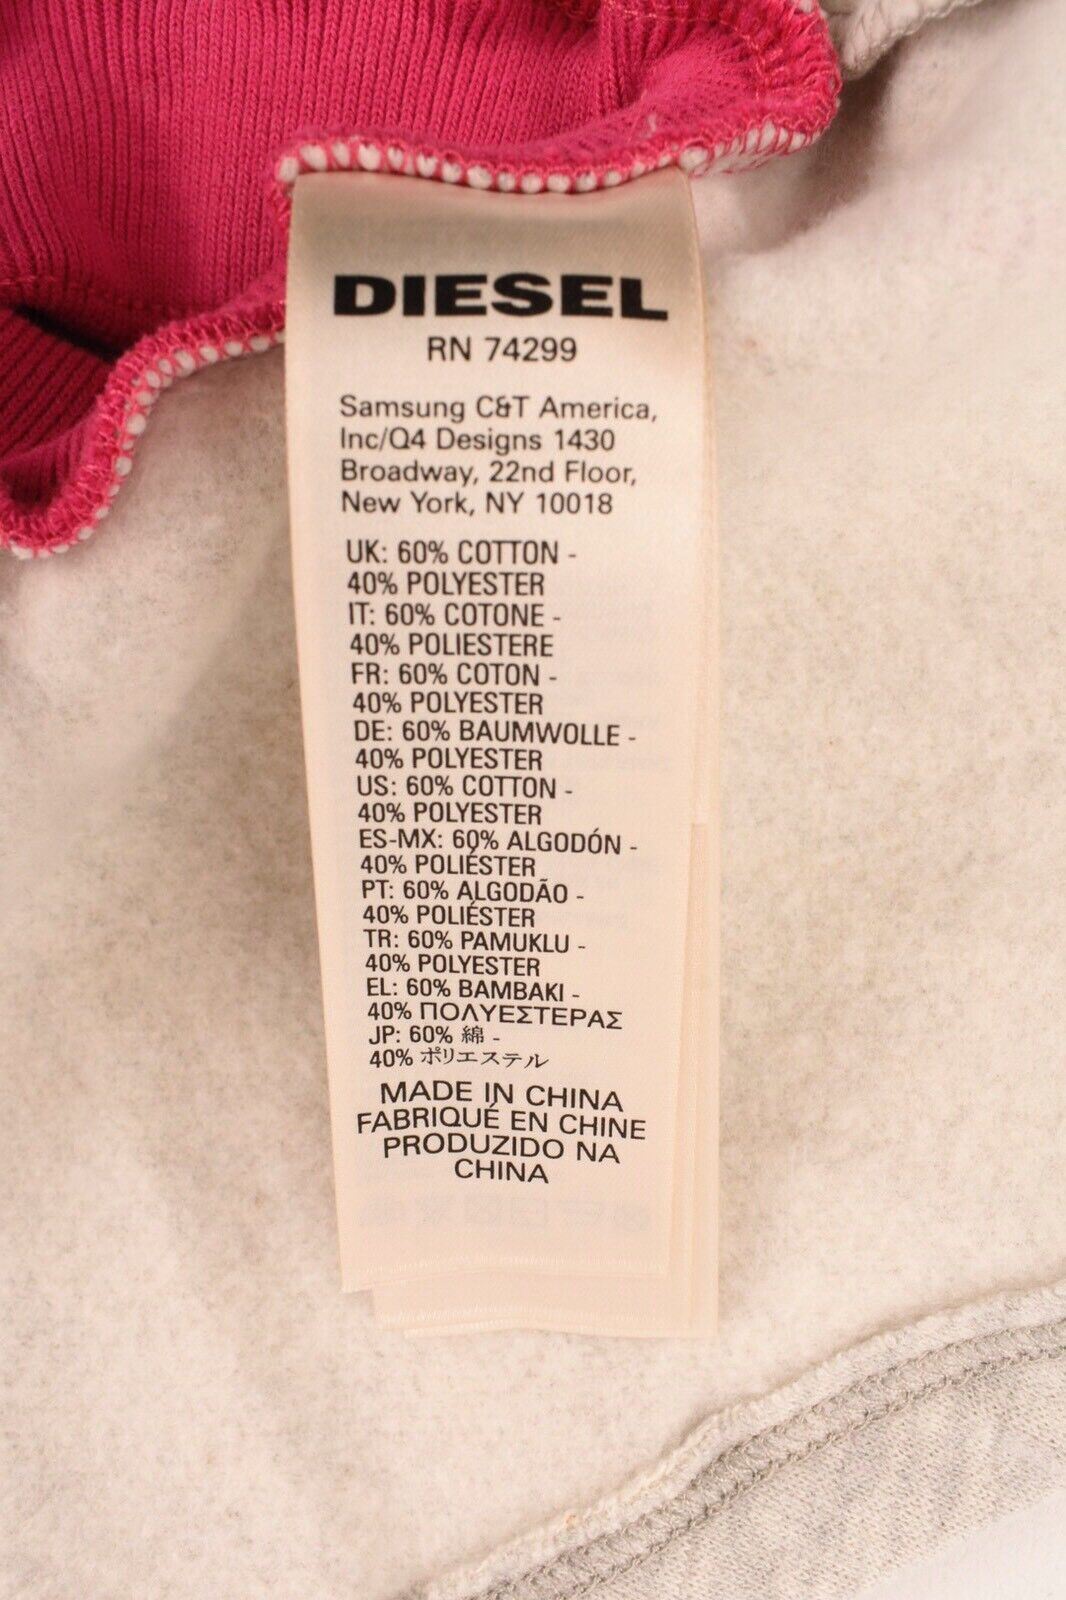 DIESEL
RN 74299
Samsung C&T America,
Inc/Q4 Designs 1430
Broadway, 22nd Floor,
New York, NY 10018
UK: 60% COTTON -
40% POLYESTER
IT: 60% COTONE -
40% POLIESTERE
FR: 60% COTON -
40% POLYESTER
DE: 60% BAUMWOLLE -
40% POLYESTER
US: 60% COTTON -
40% POLYESTER
ES-MX: 60% ALGODÓN -
40% POLIÉSTER
PT: 60% ALGODÃO -
40% POLIÉSTER
TR: 60% PAMUKLU -
40% POLYESTER
EL: 60% BAMBAKI -
40% ΠΟΛΥΕΣΤΕΡΑΣ
JP: 60% 綿 -
40% ポリエステル
MADE IN CHINA
FABRIQUÉ EN CHINE
PRODUZIDO NA
CHINA